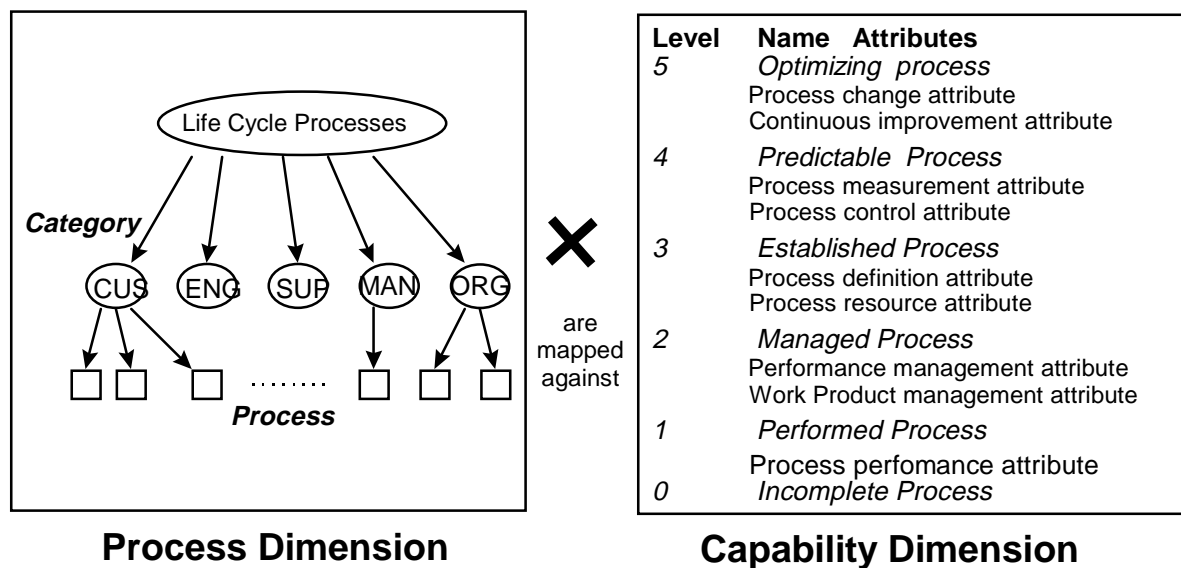 Life Cycle Processes
Category
CUS ENG SUP MAN ORG
Process
Process Dimension
are
mapped
against
Level Name Attributes
5 Optimizing process
Process change attribute
Continuous improvement attribute
4 Predictable Process
Process measurement attribute
Process control attribute
3 Established Process
Process definition attribute
Process resource attribute
2 Managed Process
Performance management attribute
Work Product management attribute
1 Performed Process
Process perfomance attribute
0 Incomplete Process
Capability Dimension